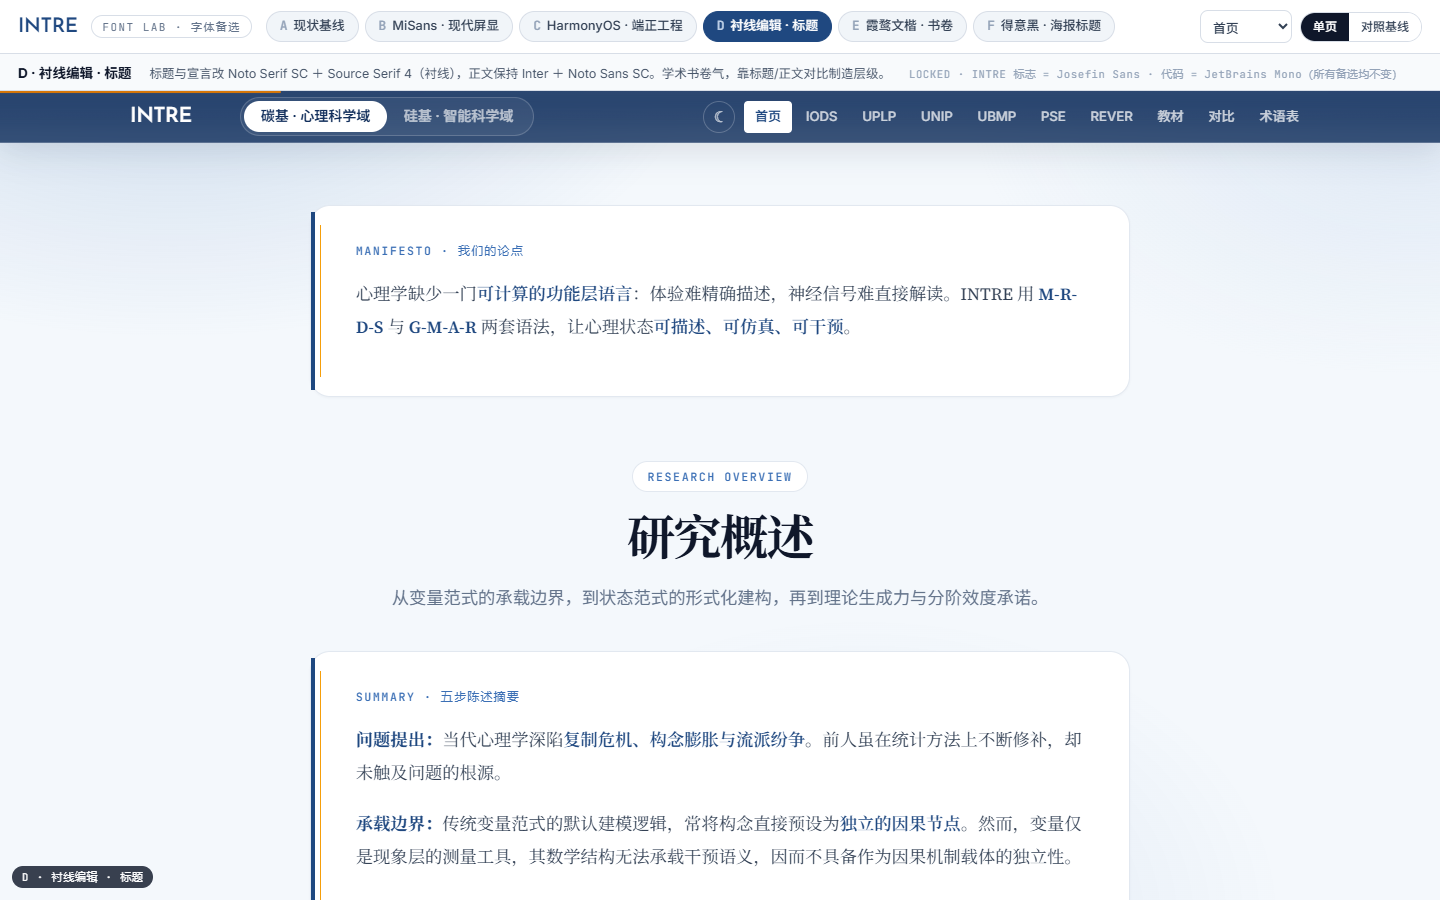 INTRE FONT LAB · 字体备选 A 现状基线 B MiSans · 现代屏显 C HarmonyOS · 端正工程 D 衬线编辑 · 标题 E 霞鹜文楷 · 书卷 F 得意黑 · 海报标题 首页 单页 对照基线
D · 衬线编辑 · 标题 标题与宣言改 Noto Serif SC ＋ Source Serif 4（衬线），正文保持 Inter ＋ Noto Sans SC。学术书卷气，靠标题/正文对比制造层级。 LOCKED · INTRE 标志 = Josefin Sans · 代码 = JetBrains Mono (所有备选均不变)
INTRE 碳基 · 心理科学域 硅基 · 智能科学域 首页 IODS UPLP UNIP UBMP PSE REVER 教材 对比 术语表
MANIFESTO · 我们的论点
心理学缺少一门可计算的功能层语言：体验难精确描述，神经信号难直接解读。INTRE 用 M-R-
D-S 与 G-M-A-R 两套语法，让心理状态可描述、可仿真、可干预。
RESEARCH OVERVIEW
研究概述
从变量范式的承载边界，到状态范式的形式化建构，再到理论生成力与分阶效度承诺。
SUMMARY · 五步陈述摘要
问题提出：当代心理学深陷复制危机、构念膨胀与流派纷争。前人虽在统计方法上不断修补，却
未触及问题的根源。
承载边界：传统变量范式的默认建模逻辑，常将构念直接预设为独立的因果节点。然而，变量仅
是现象层的测量工具，其数学结构无法承载干预语义，因而不具备作为因果机制载体的独立性。
D · 衬线编辑 · 标题